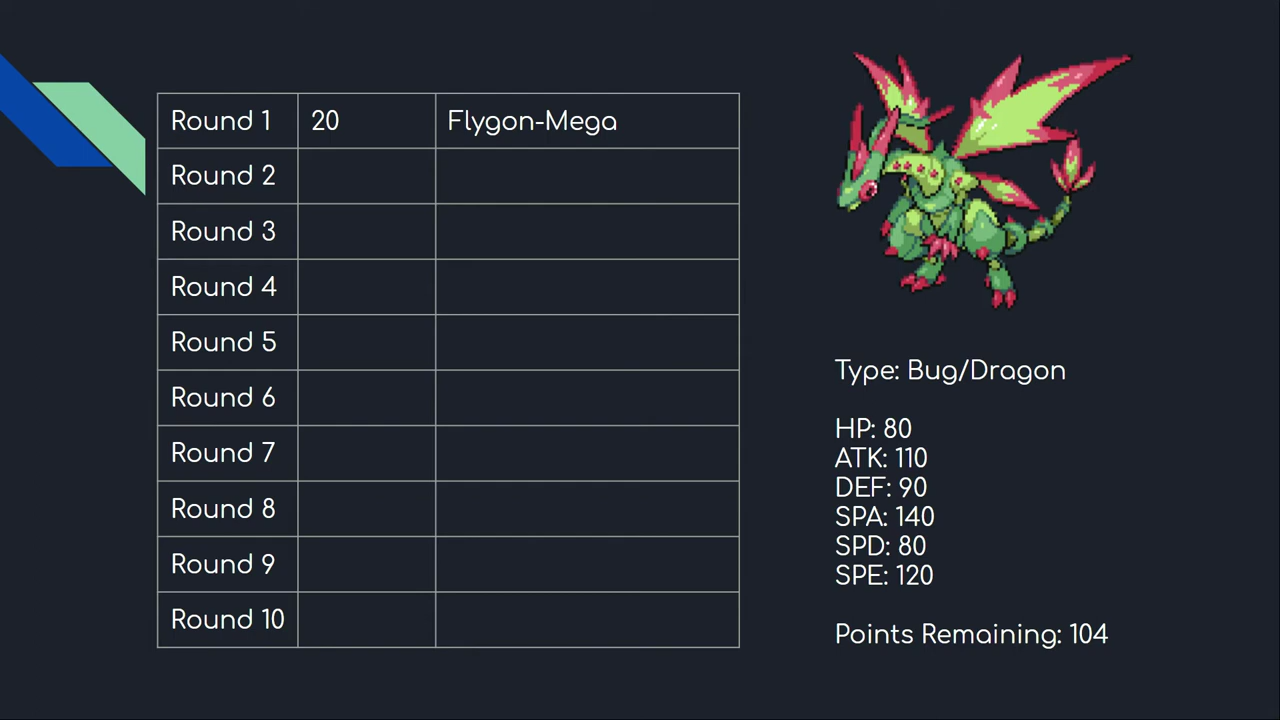 Round 1 20 Flygon-Mega
Round 2
Round 3
Round 4
Round 5
Round 6
Round 7
Round 8
Round 9
Round 10
Type: Bug/Dragon
HP: 80
ATK: 110
DEF: 90
SPA: 140
SPD: 80
SPE: 120
Points Remaining: 104